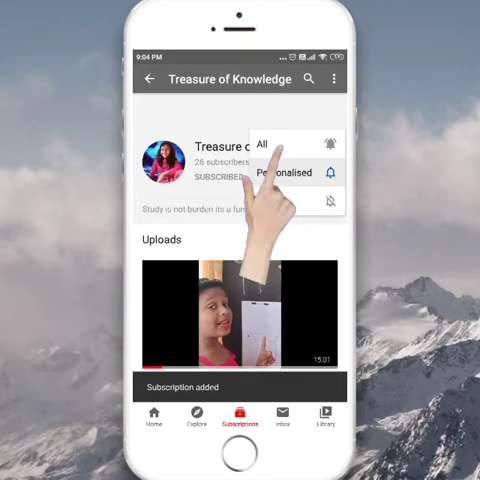 9:04 PM
Treasure of Knowledge
Treasure o
All
26 subscribers
Personalised
SUBSCRIBED
Study is not burden its a fun
Uploads
15:01
Subscription added
Home
Explore
Subscriptions
Inbox
Library